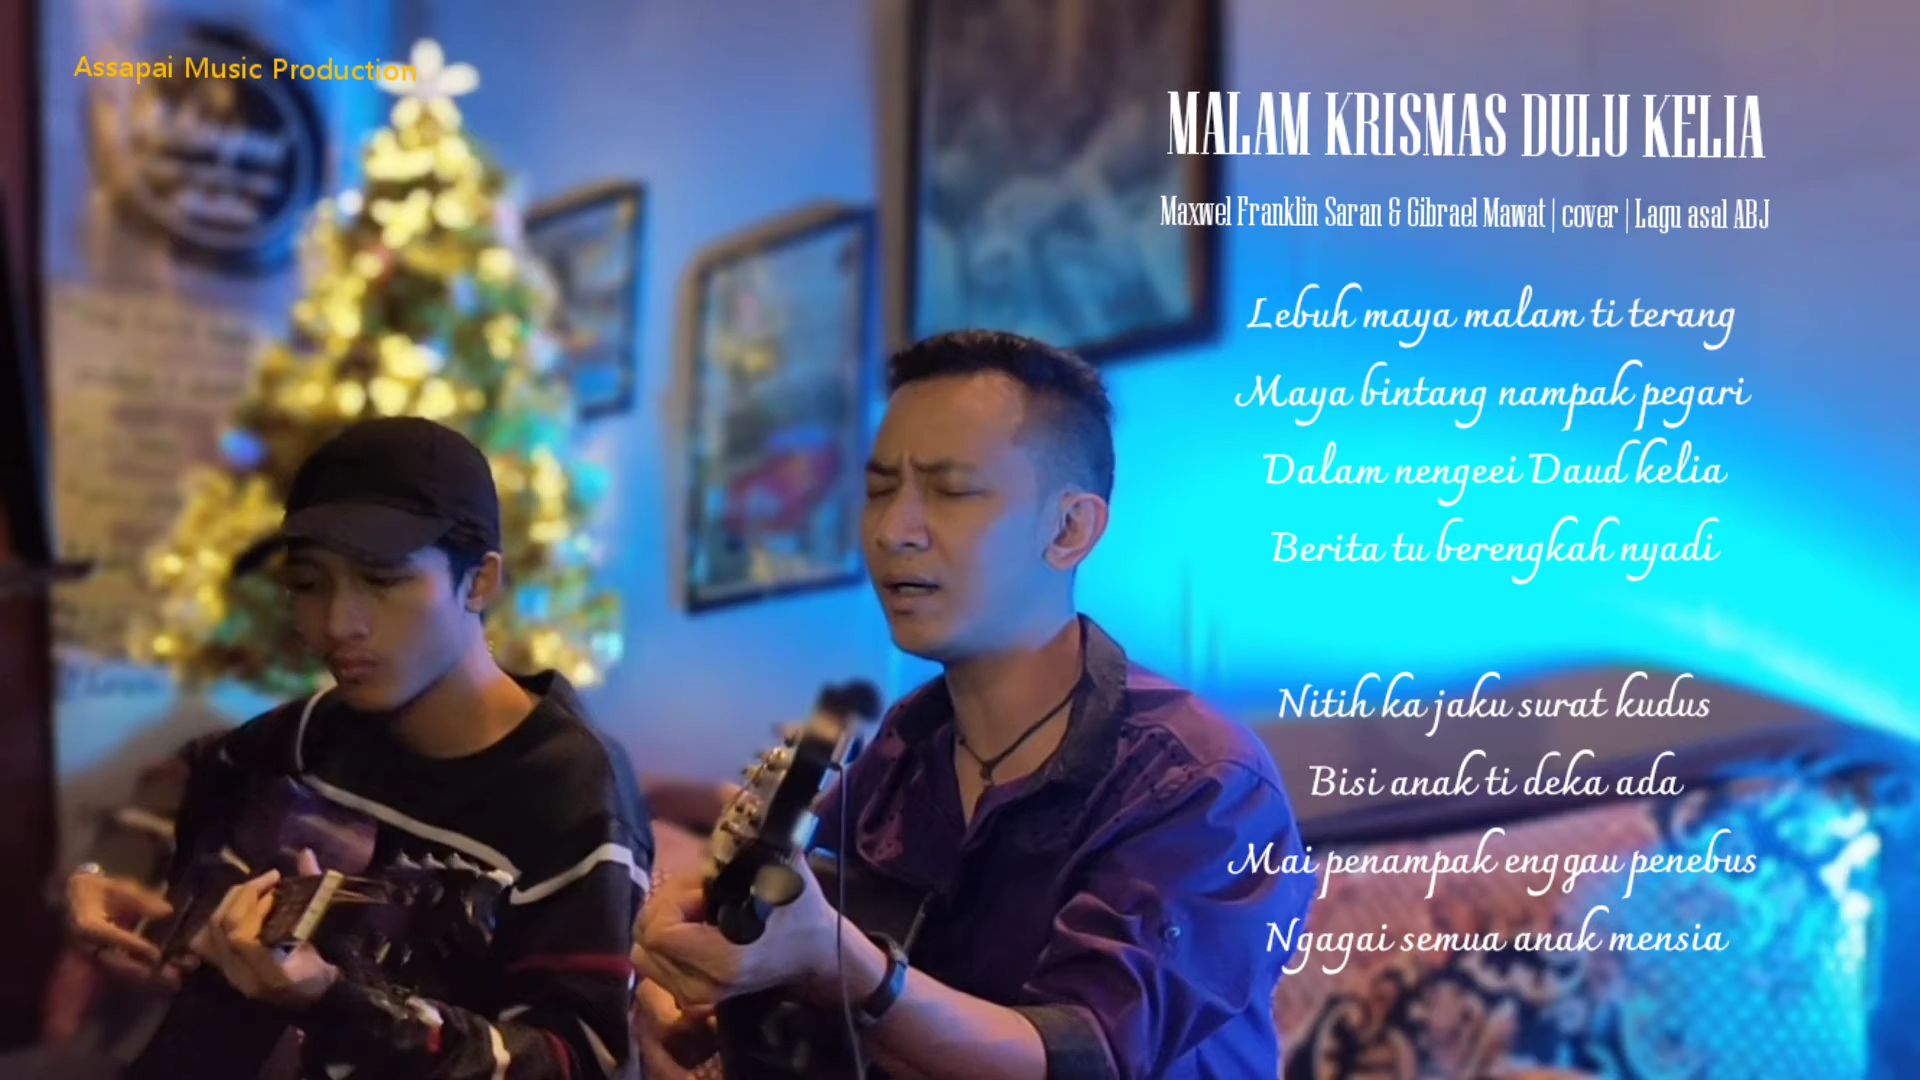 Assapai Music Production
MALAM KRISMAS DULU KELIA
Maxwel Franklin Saran & Gibrael Mawat | cover | Lagu asal ABJ
Lebuh maya malam ti terang
Maya bintang nampak pegari
Dalam nengeei Daud kelia
Berita tu berengkah nyadi
Nitih ka jaku surat kudus
Bisi anak ti deka ada
Mai penampak enggau penebus
Ngagai semua anak mensia